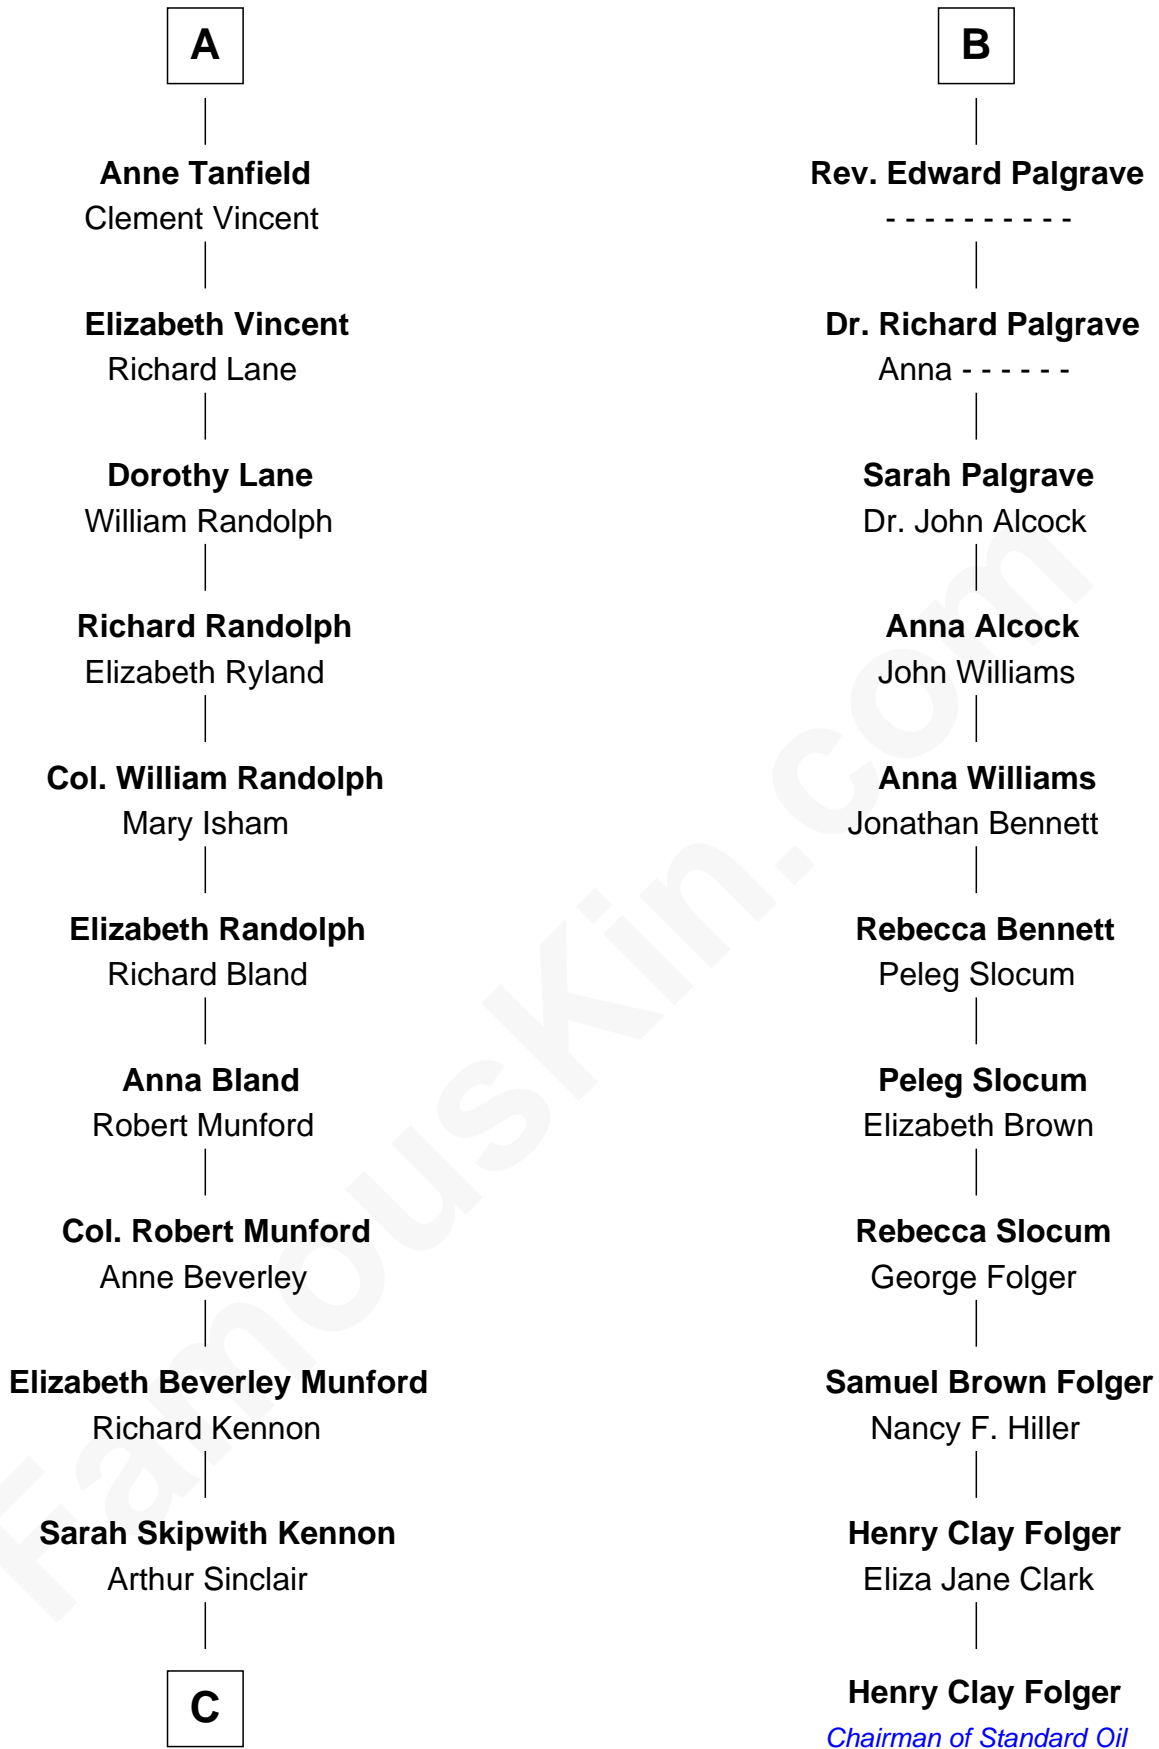 A
Anne Tanfield
Clement Vincent
Elizabeth Vincent
Richard Lane
Dorothy Lane
William Randolph
Richard Randolph
Elizabeth Ryland
Col. William Randolph
Mary Isham
Elizabeth Randolph
Richard Bland
Anna Bland
Robert Munford
Col. Robert Munford
Anne Beverley
Elizabeth Beverley Munford
Richard Kennon
Sarah Skipwith Kennon
Arthur Sinclair
C
B
Rev. Edward Palgrave
- - - - - - - - - -
Dr. Richard Palgrave
Anna - - - - - -
Sarah Palgrave
Dr. John Alcock
Anna Alcock
John Williams
Anna Williams
Jonathan Bennett
Rebecca Bennett
Peleg Slocum
Peleg Slocum
Elizabeth Brown
Rebecca Slocum
George Folger
Samuel Brown Folger
Nancy F. Hiller
Henry Clay Folger
Eliza Jane Clark
Henry Clay Folger
Chairman of Standard Oil
FamousKin.com